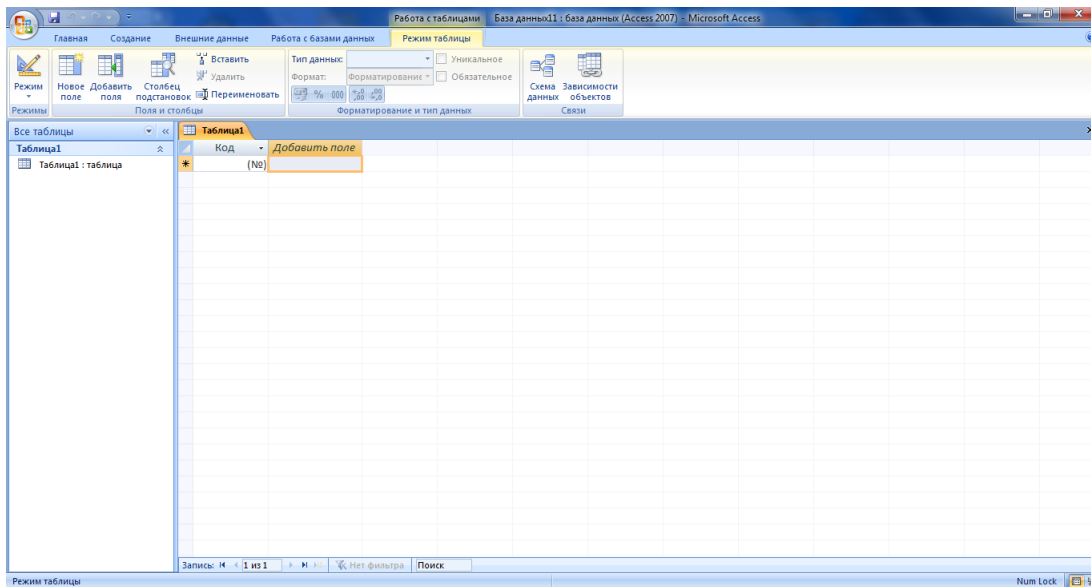 Работа с таблицами База данных11 : база данных (Access 2007) - Microsoft Access
Главная Создание Внешние данные Работа с базами данных Режим таблицы
Режим
Новое поле
Добавить поля
Столбец подстановок
Вставить
Удалить
Переименовать
Тип данных:
Формат: Форматирование
% 000
Уникальное
Обязательное
Схема данных
Зависимости объектов
Режимы Поля и столбцы Форматирование и тип данных Связи
Все таблицы
Таблица1
Таблица1 : таблица
Таблица1
Код Добавить поле
(№)
Запись: 1 из 1 Нет фильтра Поиск
Режим таблицы Num Lock